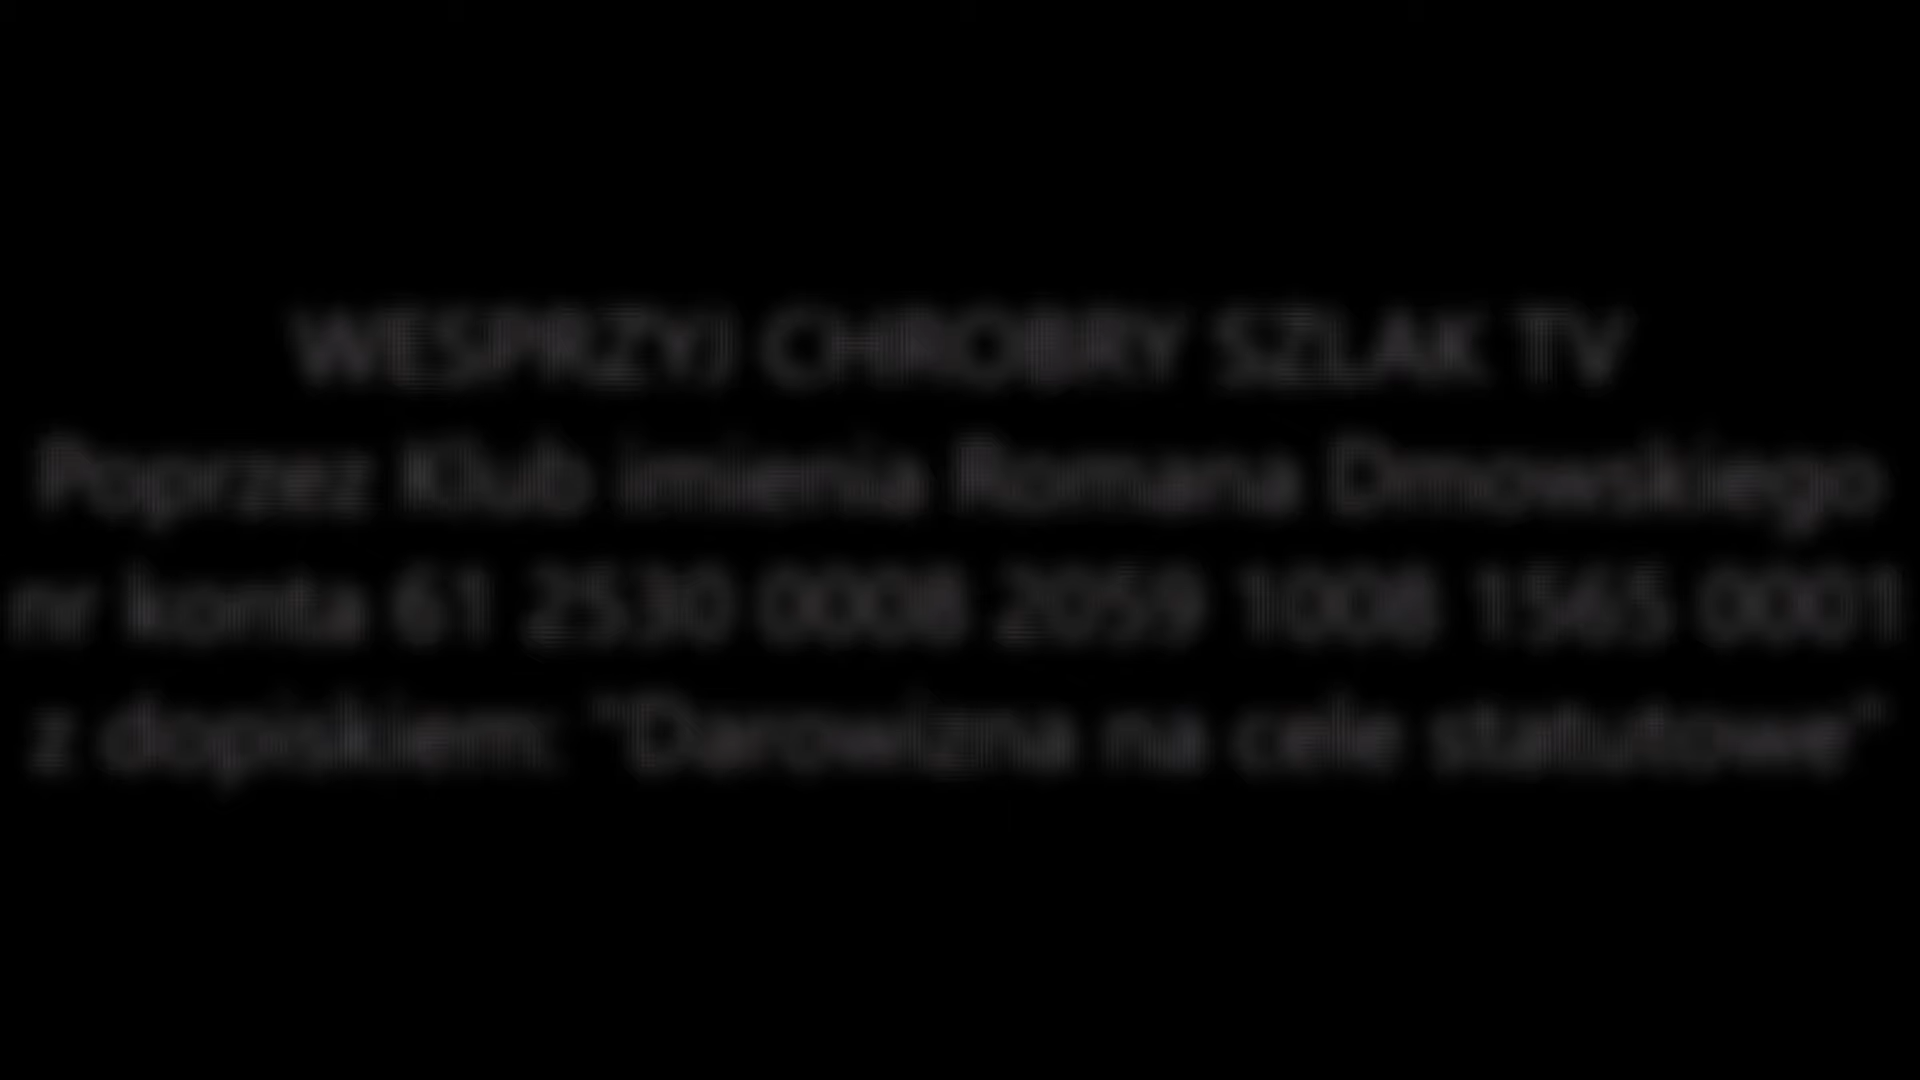 WESPRZYJ CHROBRY SZLAK TV
Poprzez Klub imienia Romana Dmowskiego
nr konta 61 2530 0008 2059 1008 1565 0001
z dopiskiem: "Darowizna na cele statutowe"